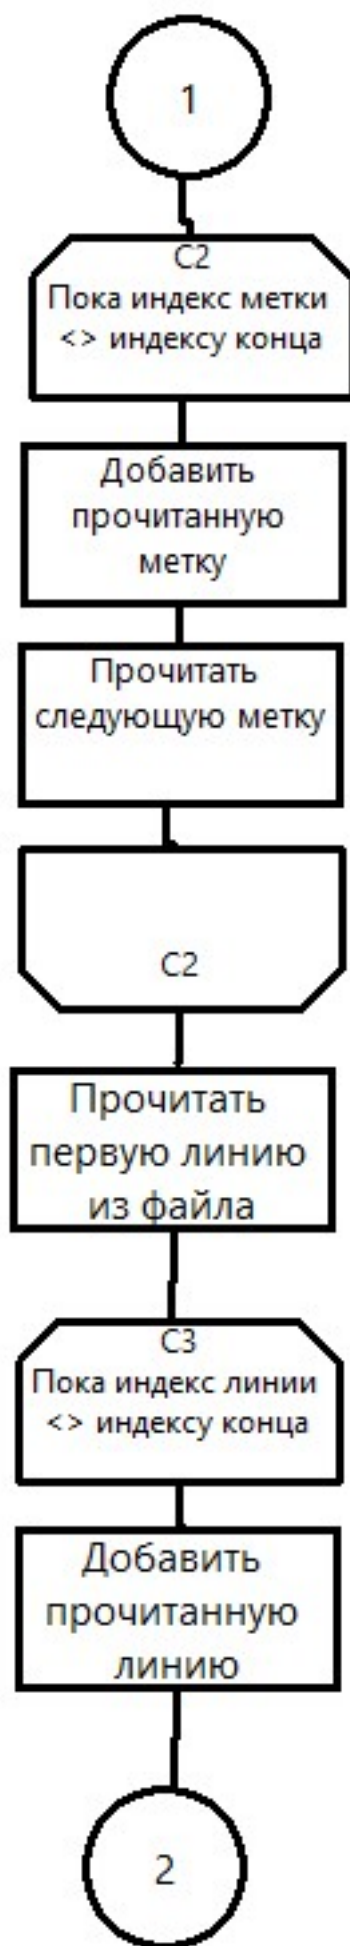 1
С2
Пока индекс метки
<> индексу конца
Добавить
прочитанную
метку
Прочитать
следующую метку
С2
Прочитать
первую линию
из файла
С3
Пока индекс линии
<> индексу конца
Добавить
прочитанную
линию
2